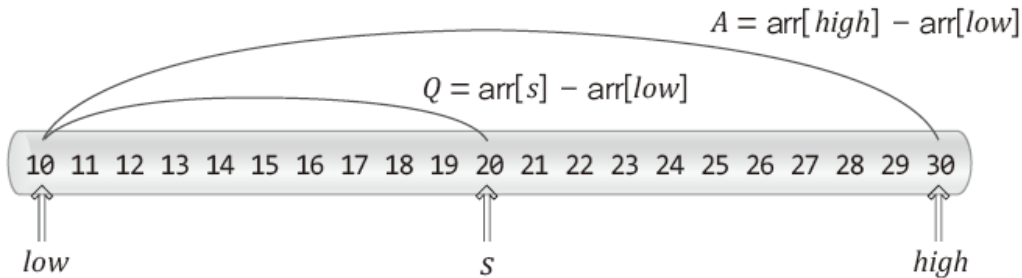 A = arr[high] − arr[low]
Q = arr[s] − arr[low]
10 11 12 13 14 15 16 17 18 19 20 21 22 23 24 25 26 27 28 29 30
low s high